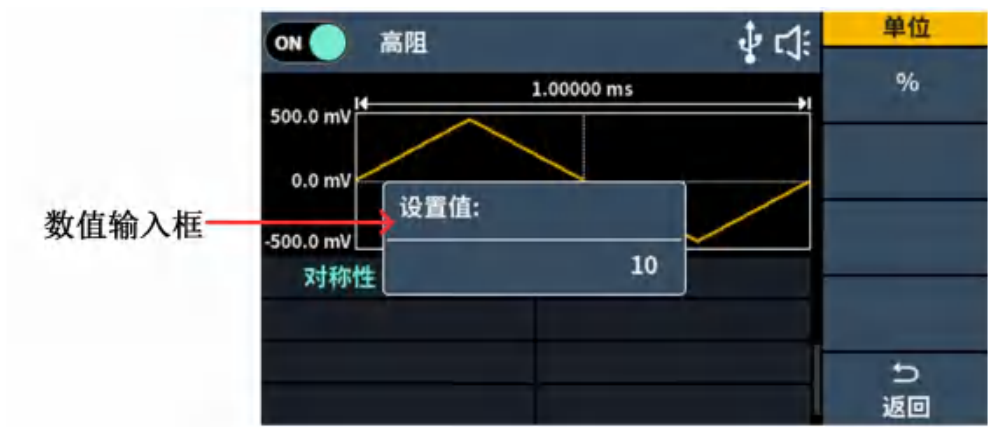 ON
高阻
单位
%
1.00000 ms
500.0 mV
0.0 mV
数值输入框
设置值:
-500.0 mV
10
对称性
返回